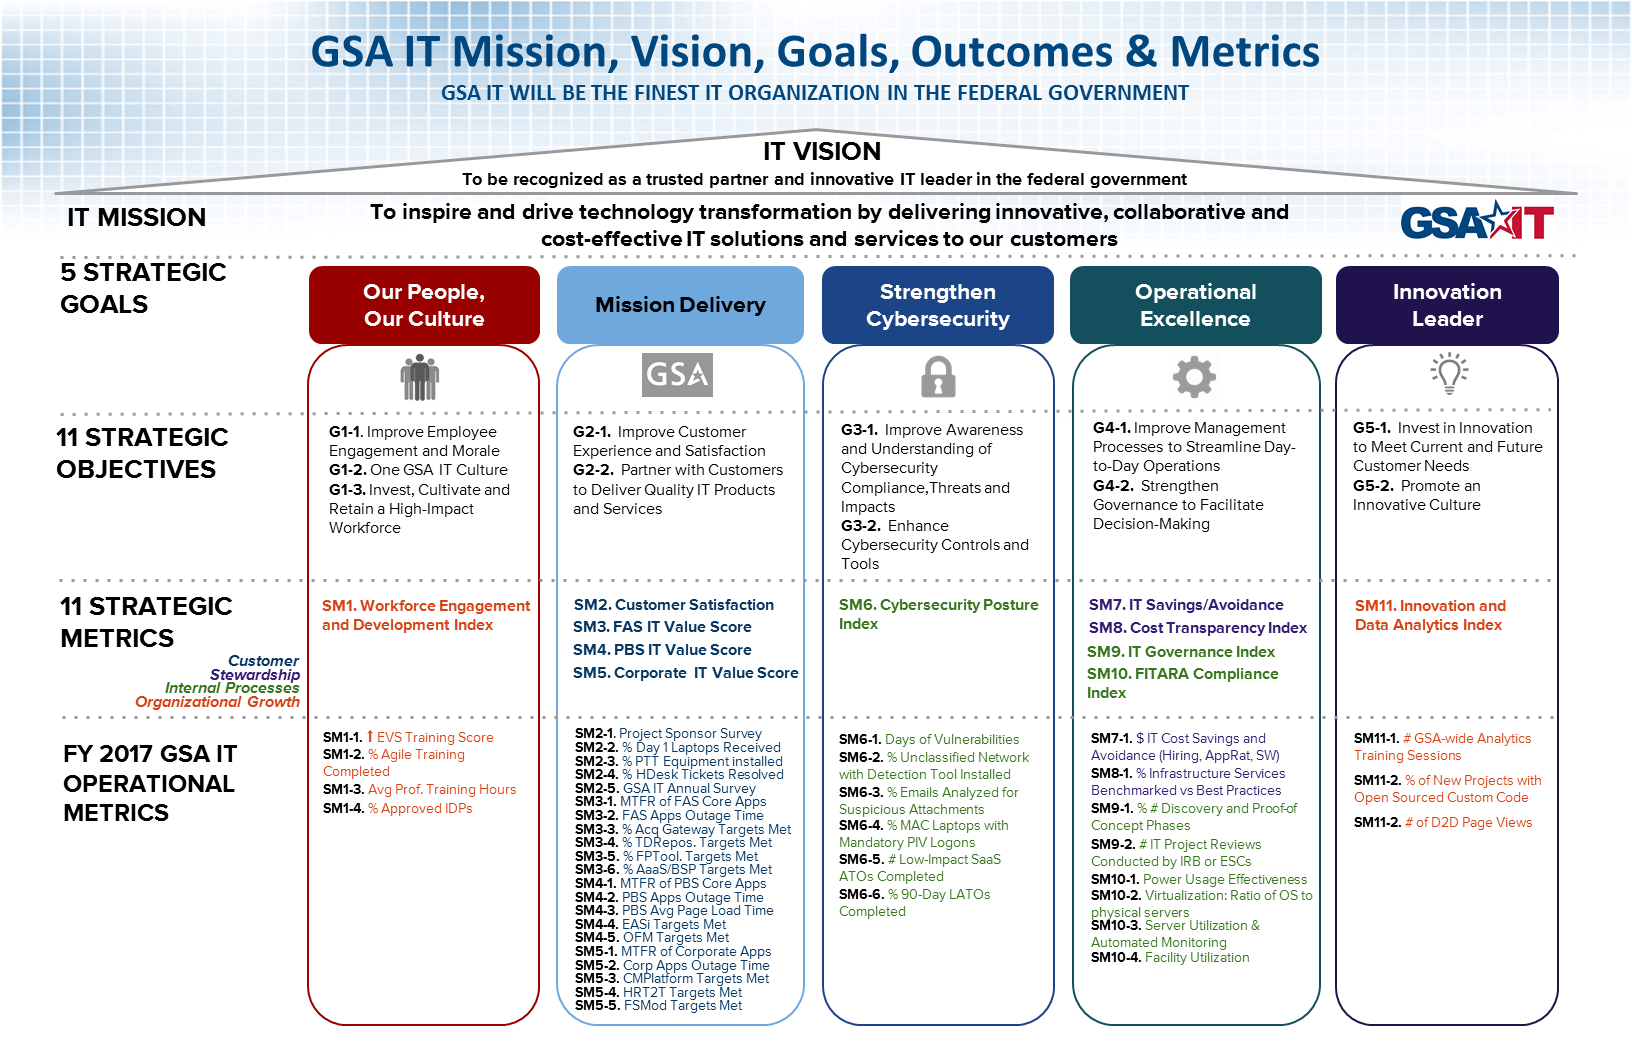 GSA IT Mission, Vision, Goals, Outcomes & Metrics
GSA IT WILL BE THE FINEST IT ORGANIZATION IN THE FEDERAL GOVERNMENT
IT VISION
To be recognized as a trusted partner and innovative IT leader in the federal government
IT MISSION
To inspire and drive technology transformation by delivering innovative, collaborative and
cost-effective IT solutions and services to our customers
GSA IT
5 STRATEGIC
GOALS
Our People,
Our Culture
Mission Delivery
Strengthen
Cybersecurity
Operational
Excellence
Innovation
Leader
GSA
11 STRATEGIC
OBJECTIVES
G1-1. Improve Employee
Engagement and Morale
G1-2. One GSA IT Culture
G1-3. Invest, Cultivate and
Retain a High-Impact
Workforce
G2-1. Improve Customer
Experience and Satisfaction
G2-2. Partner with Customers
to Deliver Quality IT Products
and Services
G3-1. Improve Awareness
and Understanding of
Cybersecurity
Compliance,Threats and
Impacts
G3-2. Enhance
Cybersecurity Controls and
Tools
G4-1. Improve Management
Processes to Streamline Day-
to-Day Operations
G4-2. Strengthen
Governance to Facilitate
Decision-Making
G5-1. Invest in Innovation
to Meet Current and Future
Customer Needs
G5-2. Promote an
Innovative Culture
11 STRATEGIC
METRICS
Customer
Stewardship
Internal Processes
Organizational Growth
SM1. Workforce Engagement
and Development Index
SM2. Customer Satisfaction
SM3. FAS IT Value Score
SM4. PBS IT Value Score
SM5. Corporate IT Value Score
SM6. Cybersecurity Posture
Index
SM7. IT Savings/Avoidance
SM8. Cost Transparency Index
SM9. IT Governance Index
SM10. FITARA Compliance
Index
SM11. Innovation and
Data Analytics Index
FY 2017 GSA IT
OPERATIONAL
METRICS
SM1-1. ↑ EVS Training Score
SM1-2. % Agile Training
Completed
SM1-3. Avg Prof. Training Hours
SM1-4. % Approved IDPs
SM2-1. Project Sponsor Survey
SM2-2. % Day 1 Laptops Received
SM2-3. % PTT Equipment installed
SM2-4. % HDesk Tickets Resolved
SM2-5. GSA IT Annual Survey
SM3-1. MTFR of FAS Core Apps
SM3-2. FAS Apps Outage Time
SM3-3. % Acq Gateway Targets Met
SM3-4. % TDRepos. Targets Met
SM3-5. % FPTool. Targets Met
SM3-6. % AaaS/BSP Targets Met
SM4-1. MTFR of PBS Core Apps
SM4-2. PBS Apps Outage Time
SM4-3. PBS Avg Page Load Time
SM4-4. EASi Targets Met
SM4-5. OFM Targets Met
SM5-1. MTFR of Corporate Apps
SM5-2. Corp Apps Outage Time
SM5-3. CMPlatform Targets Met
SM5-4. HRT2T Targets Met
SM5-5. FSMod Targets Met
SM6-1. Days of Vulnerabilities
SM6-2. % Unclassified Network
with Detection Tool Installed
SM6-3. % Emails Analyzed for
Suspicious Attachments
SM6-4. % MAC Laptops with
Mandatory PIV Logons
SM6-5. # Low-Impact SaaS
ATOs Completed
SM6-6. % 90-Day LATOs
Completed
SM7-1. $ IT Cost Savings and
Avoidance (Hiring, AppRat, SW)
SM8-1. % Infrastructure Services
Benchmarked vs Best Practices
SM9-1. % # Discovery and Proof-of
Concept Phases
SM9-2. # IT Project Reviews
Conducted by IRB or ESCs
SM10-1. Power Usage Effectiveness
SM10-2. Virtualization: Ratio of OS to
physical servers
SM10-3. Server Utilization &
Automated Monitoring
SM10-4. Facility Utilization
SM11-1. # GSA-wide Analytics
Training Sessions
SM11-2. % of New Projects with
Open Sourced Custom Code
SM11-2. # of D2D Page Views